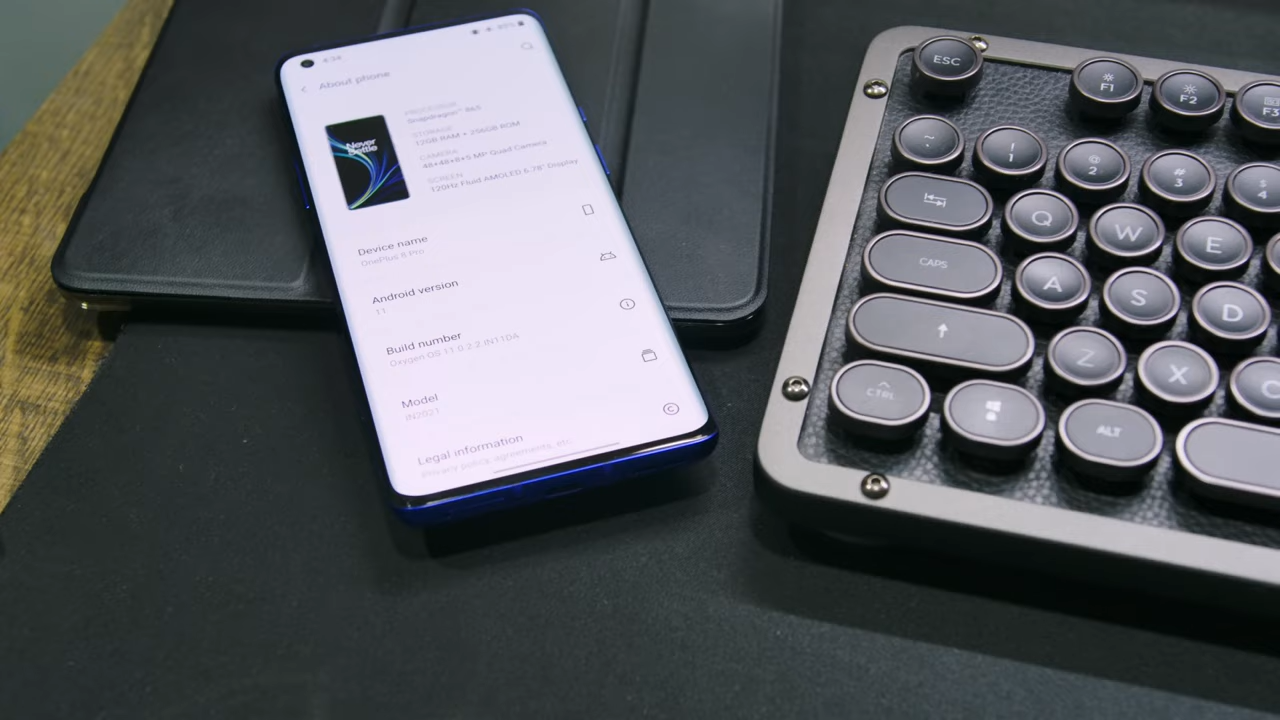 4:34
About phone
PROCESSOR
Snapdragon™ 865
STORAGE
12GB RAM + 256GB ROM
CAMERA
48+48+8+5 MP Quad Camera
SCREEN
120Hz Fluid AMOLED 6.78" Display
Never
Settle
Device name
OnePlus 8 Pro
Android version
11
Build number
Oxygen OS 11.0.2.2.IN11DA
Model
IN2021
Legal information
Privacy policy, agreements, etc.
ESC F1 F2 F3
~ ! 1 @ 2 # 3 $ 4
Q W E
CAPS A S D
Z X C
CTRL ALT